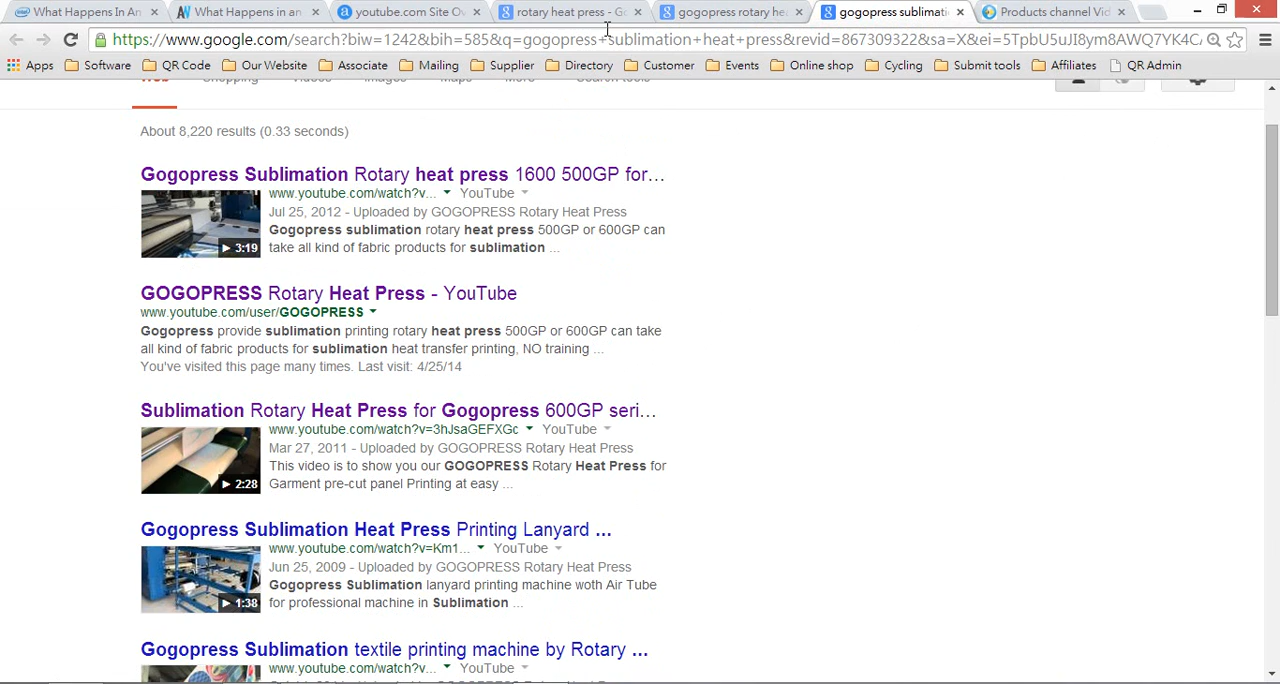 What Happens In An × What Happens in an × youtube.com Site Ov × rotary heat press - Go × gogopress rotary he × gogopress sublimati × Products channel Vid ×
https://www.google.com/search?biw=1242&bih=585&q=gogopress+sublimation+heat+press&revid=867309322&sa=X&ei=5TpbU5uJI8ym8AWQ7YK4C
Apps Software QR Code Our Website Associate Mailing Supplier Directory Customer Events Online shop Cycling Submit tools Affiliates QR Admin
Web Shopping Videos Images Maps More Search tools
About 8,220 results (0.33 seconds)
Gogopress Sublimation Rotary heat press 1600 500GP for...
www.youtube.com/watch?v... YouTube
Jul 25, 2012 - Uploaded by GOGOPRESS Rotary Heat Press
Gogopress sublimation rotary heat press 500GP or 600GP can
take all kind of fabric products for sublimation ...
3:19
GOGOPRESS Rotary Heat Press - YouTube
www.youtube.com/user/GOGOPRESS
Gogopress provide sublimation printing rotary heat press 500GP or 600GP can take
all kind of fabric products for sublimation heat transfer printing, NO training ...
You've visited this page many times. Last visit: 4/25/14
Sublimation Rotary Heat Press for Gogopress 600GP seri...
www.youtube.com/watch?v=3hJsaGEFXGc YouTube
Mar 27, 2011 - Uploaded by GOGOPRESS Rotary Heat Press
This video is to show you our GOGOPRESS Rotary Heat Press for
Garment pre-cut panel Printing at easy ...
2:28
Gogopress Sublimation Heat Press Printing Lanyard ...
www.youtube.com/watch?v=Km1... YouTube
Jun 25, 2009 - Uploaded by GOGOPRESS Rotary Heat Press
Gogopress Sublimation lanyard printing machine woth Air Tube
for professional machine in Sublimation ...
1:38
Gogopress Sublimation textile printing machine by Rotary ...
www.youtube.com/watch?v... YouTube